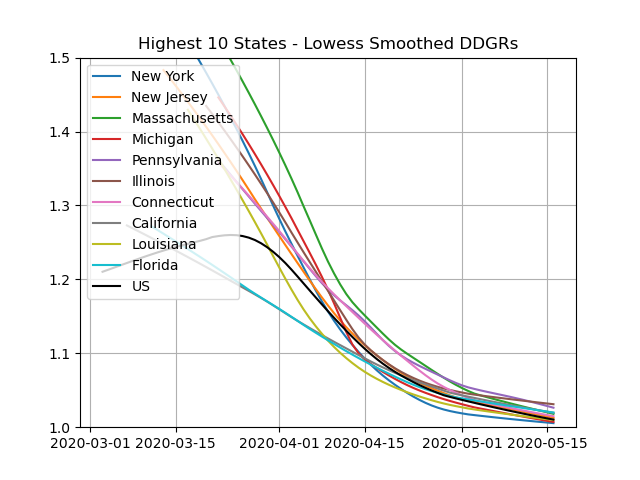 Highest 10 States - Lowess Smoothed DDGRs
1.5
1.4
1.3
1.2
1.1
1.0
New York
New Jersey
Massachusetts
Michigan
Pennsylvania
Illinois
Connecticut
California
Louisiana
Florida
US
2020-03-01 2020-03-15 2020-04-01 2020-04-15 2020-05-01 2020-05-15